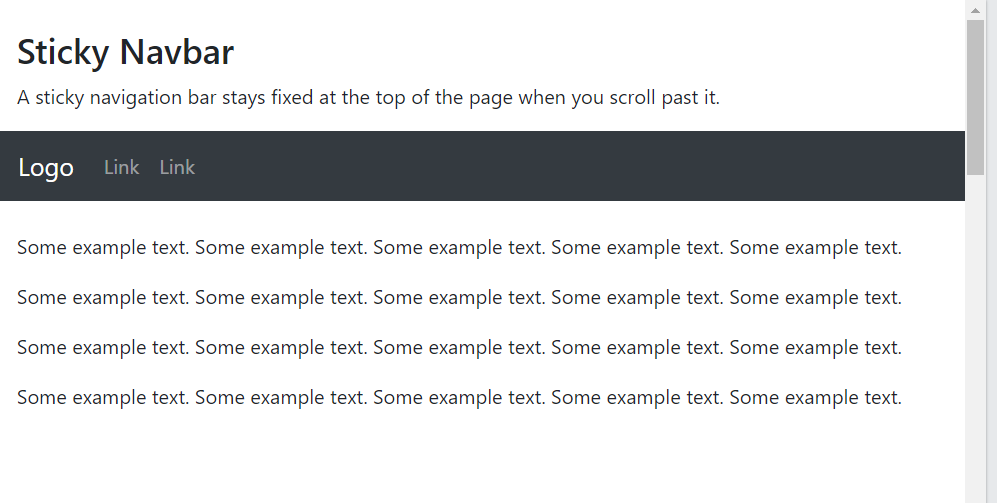 Sticky Navbar
A sticky navigation bar stays fixed at the top of the page when you scroll past it.
Logo Link Link
Some example text. Some example text. Some example text. Some example text. Some example text.
Some example text. Some example text. Some example text. Some example text. Some example text.
Some example text. Some example text. Some example text. Some example text. Some example text.
Some example text. Some example text. Some example text. Some example text. Some example text.